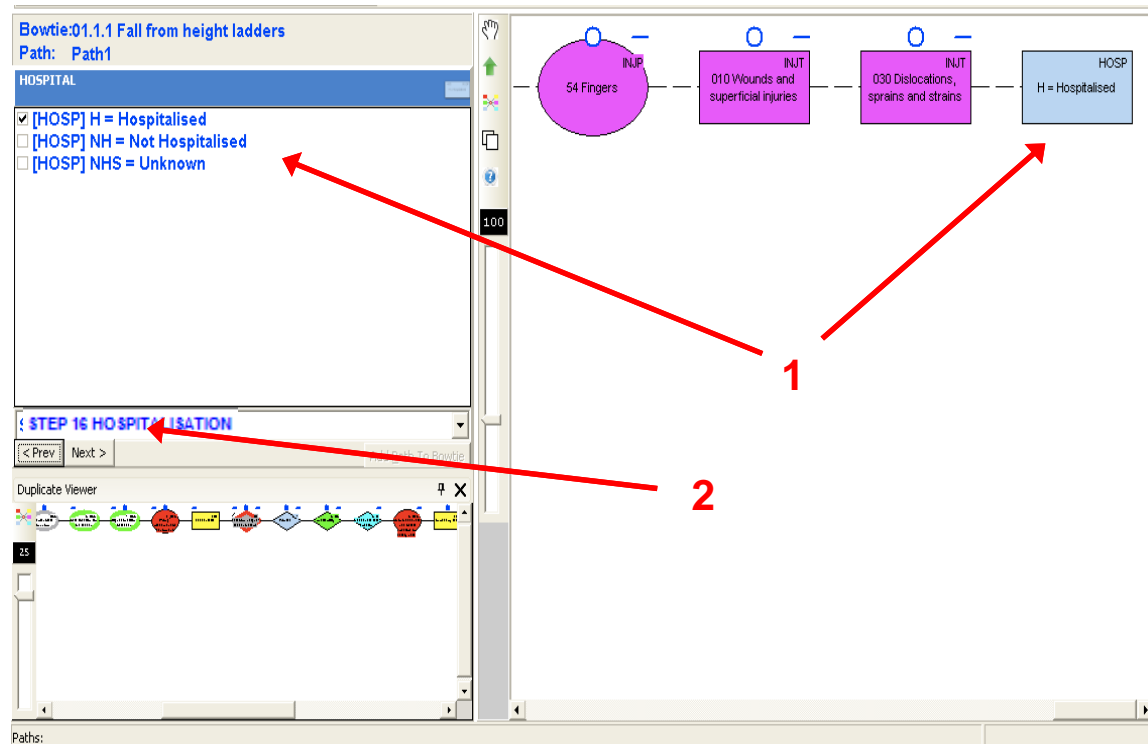 Bowtie:01.1.1 Fall from height ladders
Path: Path1
HOSPITAL
[HOSP] H = Hospitalised
[HOSP] NH = Not Hospitalised
[HOSP] NHS = Unknown
STEP 16 HOSPITALISATION
< Prev
Next >
Add Path To Bowtie
Duplicate Viewer
25
100
INJP
54 Fingers
INJT
010 Wounds and
superficial injuries
INJT
030 Dislocations,
sprains and strains
HOSP
H = Hospitalised
1
2
Paths: